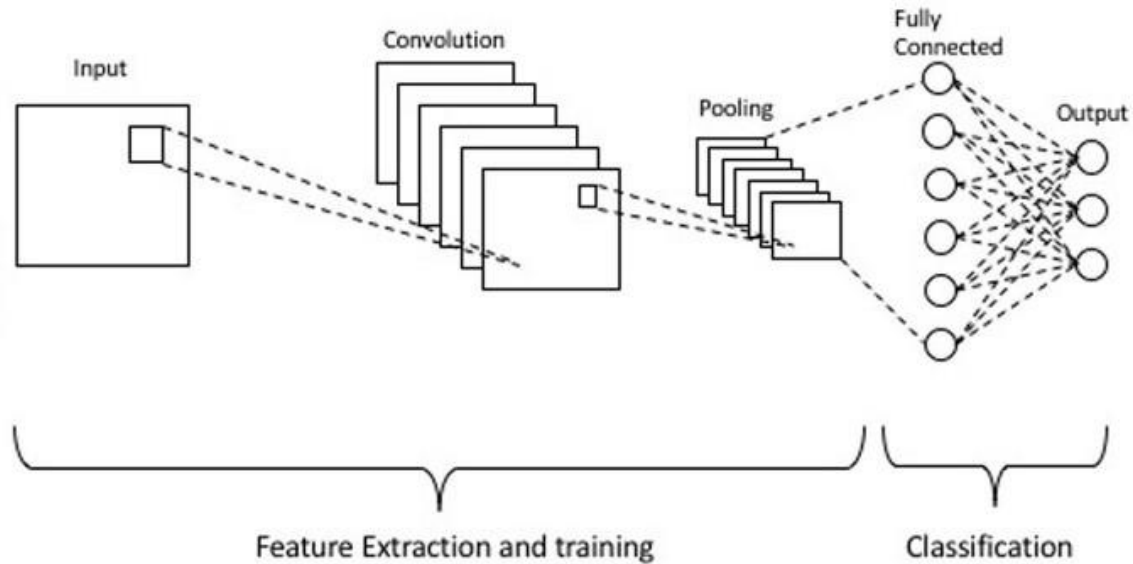 Input
Convolution
Pooling
Fully
Connected
Output
Feature Extraction and training
Classification